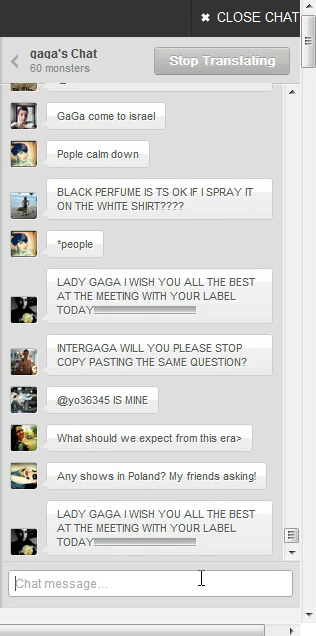 ✖ CLOSE CHAT
gaga's Chat
60 monsters
Stop Translating
GaGa come to israel
Pople calm down
BLACK PERFUME IS TS OK IF I SPRAY IT
ON THE WHITE SHIRT????
*people
LADY GAGA I WISH YOU ALL THE BEST
AT THE MEETING WITH YOUR LABEL
TODAY
INTERGAGA WILL YOU PLEASE STOP
COPY PASTING THE SAME QUESTION?
@yo36345 IS MINE
What should we expect from this era>
Any shows in Poland? My friends asking!
LADY GAGA I WISH YOU ALL THE BEST
AT THE MEETING WITH YOUR LABEL
TODAY
Chat message...